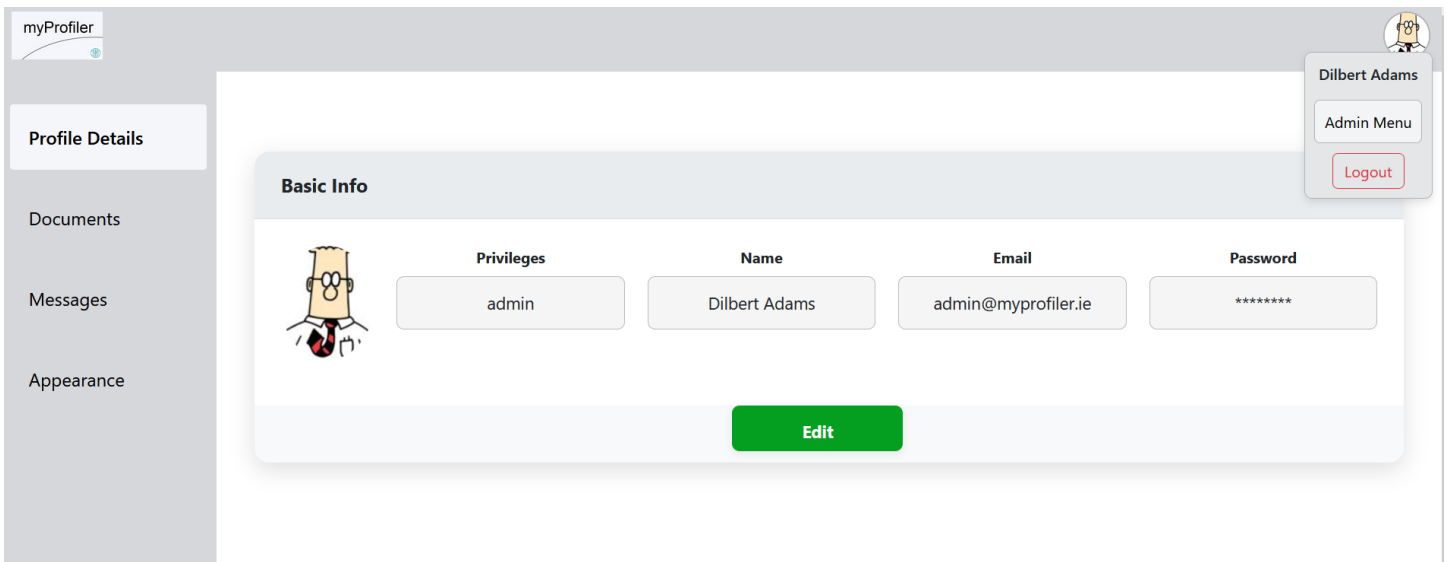 myProfiler
Dilbert Adams
Admin Menu
Logout
Profile Details
Documents
Messages
Appearance
Basic Info
Privileges Name Email Password
admin Dilbert Adams admin@myprofiler.ie ********
Edit